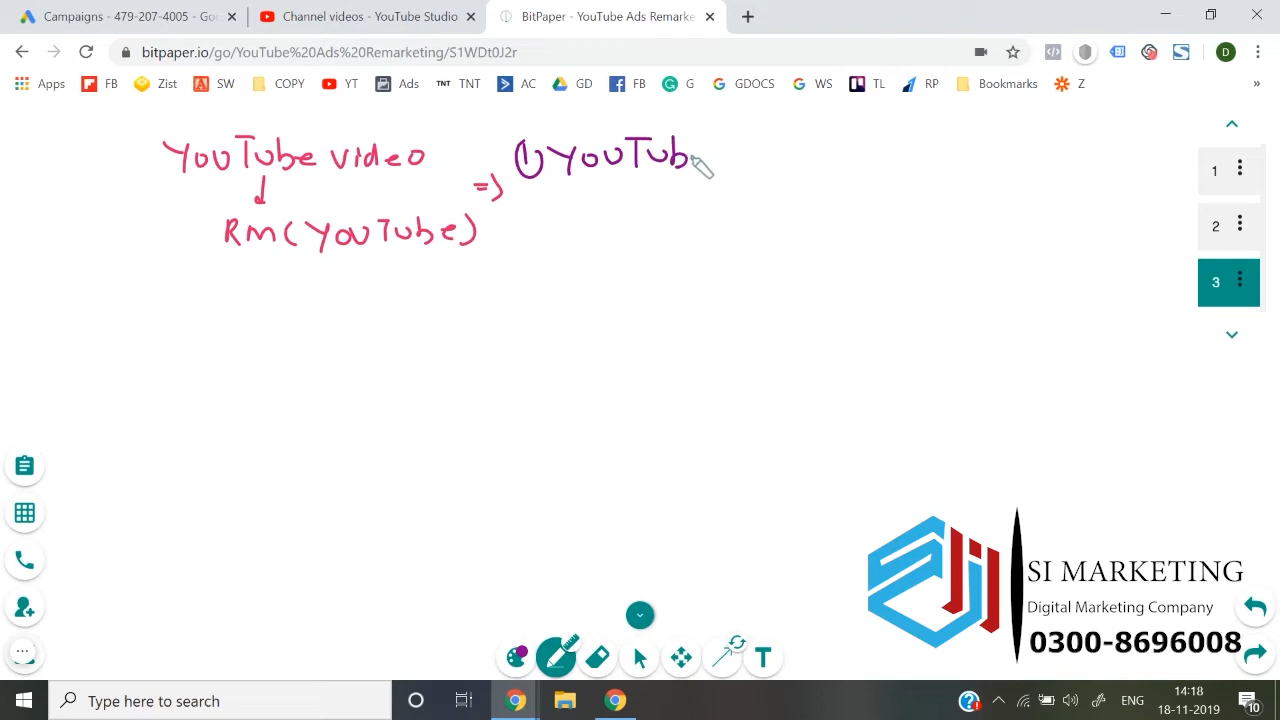 Campaigns - 479-207-4005 - Goo
Channel videos - YouTube Studio
BitPaper - YouTube Ads Remarke
bitpaper.io/go/YouTube%20Ads%20Remarketing/S1WDt0J2r
D
Apps FB Zist SW COPY YT Ads TNT TNT AC GD FB G GDOCS WS TL RP Bookmarks Z »
YouTube video
↓
Rm(YouTube)
=>
① YouTub
1
2
3
SI MARKETING
Digital Marketing Company
0300-8696008
T
Type here to search
ENG
14:18
18-11-2019
10